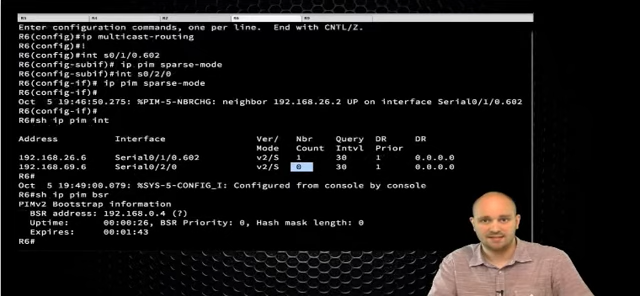 R1 R1 R2 R6 R9
Enter configuration commands, one per line. End with CNTL/Z.
R6(config)#ip multicast-routing
R6(config)#!
R6(config)#int s0/1/0.602
R6(config-subif)# ip pim sparse-mode
R6(config-subif)#int s0/2/0
R6(config-if)# ip pim sparse-mode
R6(config-if)#
Oct 5 19:46:50.275: %PIM-5-NBRCHG: neighbor 192.168.26.2 UP on interface Serial0/1/0.602
R6(config-if)#
R6#sh ip pim int
Address Interface Ver/ Nbr Query DR DR
Mode Count Intvl Prior
192.168.26.6 Serial0/1/0.602 v2/S 1 30 1 0.0.0.0
192.168.69.6 Serial0/2/0 v2/S 0 30 1 0.0.0.0
R6#
Oct 5 19:49:00.079: %SYS-5-CONFIG_I: Configured from console by console
R6#sh ip pim bsr
PIMv2 Bootstrap information
BSR address: 192.168.0.4 (?)
Uptime: 00:00:26, BSR Priority: 0, Hash mask length: 0
Expires: 00:01:43
R6#